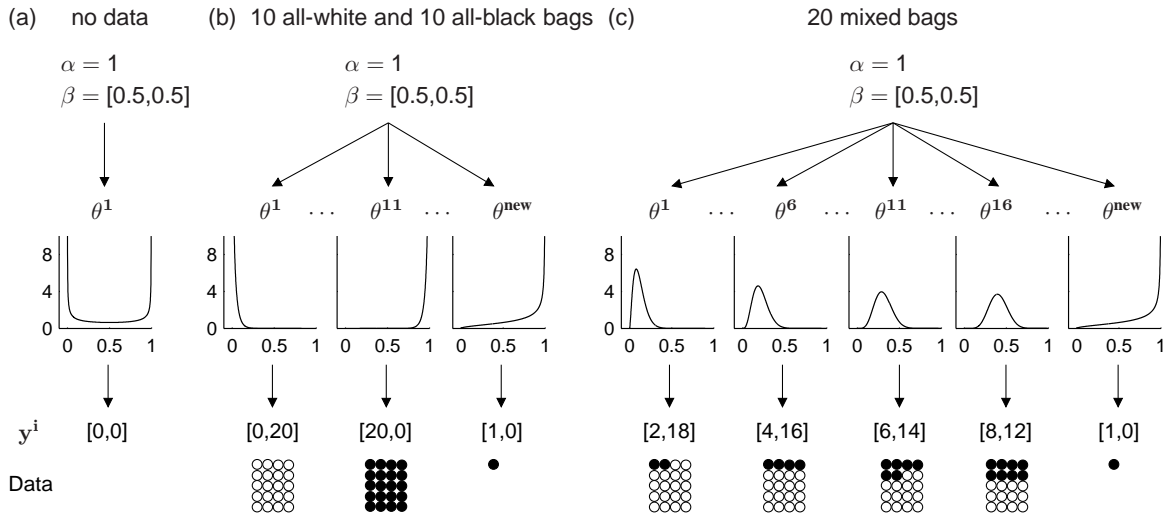 (a) no data (b) 10 all-white and 10 all-black bags (c) 20 mixed bags
α = 1 α = 1 α = 1
β = [0.5,0.5] β = [0.5,0.5] β = [0.5,0.5]
θ¹ θ¹ ... θ¹¹ ... θⁿᵉʷ θ¹ ... θ⁶ ... θ¹¹ ... θ¹⁶ ... θⁿᵉʷ
8 8 8
4 4 4
0 0 0
0 0.5 1 0 0.5 1 0 0.5 1 0 0.5 1 0 0.5 1 0 0.5 1 0 0.5 1 0 0.5 1 0 0.5 1
yⁱ [0,0] [0,20] [20,0] [1,0] [2,18] [4,16] [6,14] [8,12] [1,0]
Data